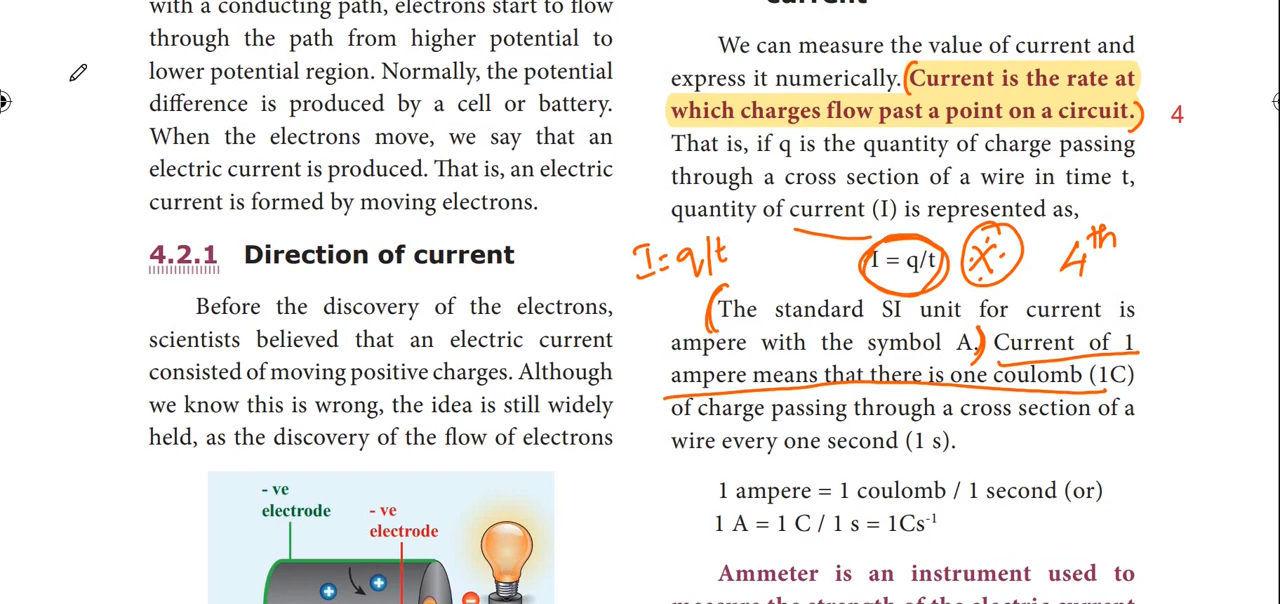 with a conducting path, electrons start to flow
through the path from higher potential to
lower potential region. Normally, the potential
difference is produced by a cell or battery.
When the electrons move, we say that an
electric current is produced. That is, an electric
current is formed by moving electrons.
4.2.1 Direction of current
Before the discovery of the electrons,
scientists believed that an electric current
consisted of moving positive charges. Although
we know this is wrong, the idea is still widely
held, as the discovery of the flow of electrons
- ve
electrode
- ve
electrode
current
We can measure the value of current and
express it numerically. (Current is the rate at
which charges flow past a point on a circuit.)
4
That is, if q is the quantity of charge passing
through a cross section of a wire in time t,
quantity of current (I) is represented as,
I = q/t
I = q/t
4th
(The standard SI unit for current is
ampere with the symbol A.) Current of 1
ampere means that there is one coulomb (1C)
of charge passing through a cross section of a
wire every one second (1 s).
1 ampere = 1 coulomb / 1 second (or)
1 A = 1 C / 1 s = 1Cs⁻¹
Ammeter is an instrument used to
measure the strength of the electric current